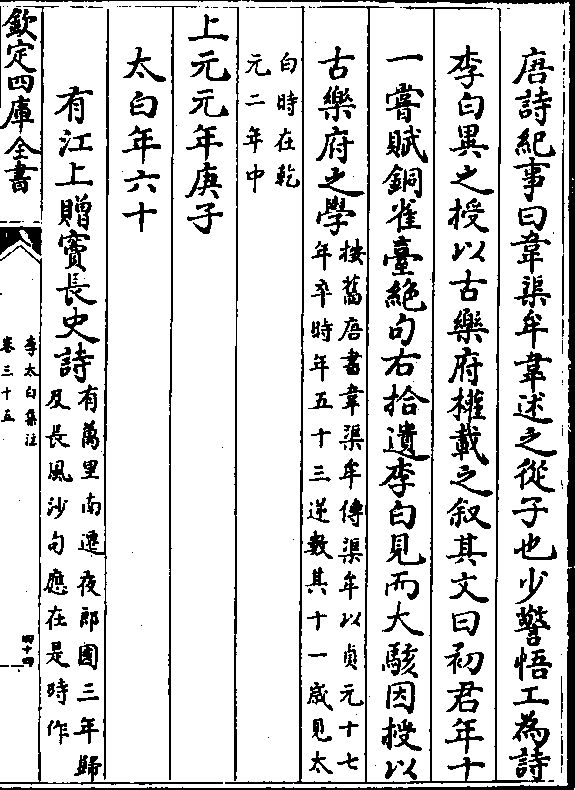 唐詩紀事曰韋渠牟韋述之從子也少警悟工為詩
李白異之授以古樂府權載之叙其文曰初君年十
一嘗賦銅雀臺絶句右拾遺李白見而大駭因授以
古樂府之學
按舊唐書韋渠牟傳渠牟以貞元十七
年卒時年五十三逆數其十一歲見太
白時在乾
元二年中
上元元年庚子
太白年六十
有江上贈竇長史詩
有萬里南遷夜郎國三年歸
及長風沙句應在是時作
欽定四庫全書
李太白集注
卷三十五
四十四